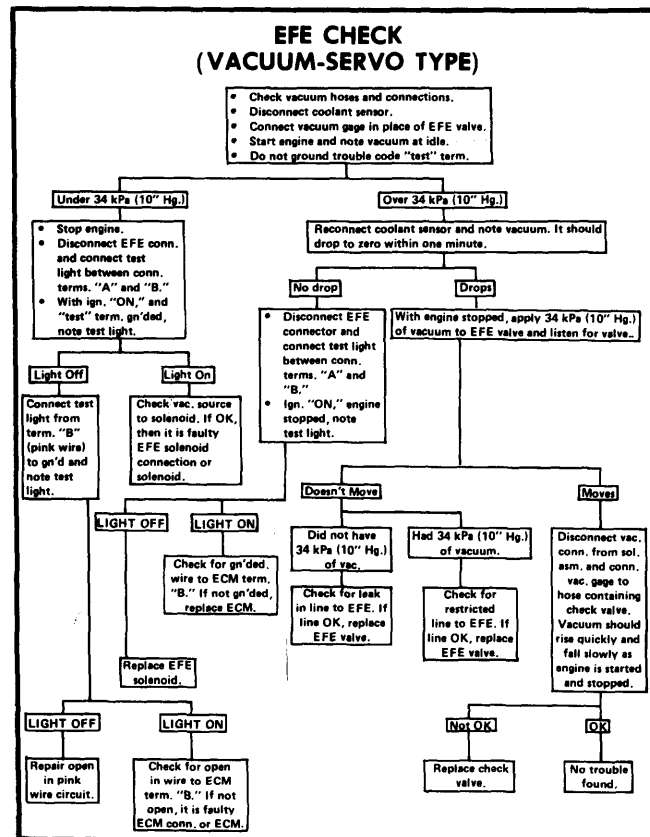 EFE CHECK
(VACUUM-SERVO TYPE)
• Check vacuum hoses and connections.
• Disconnect coolant sensor.
• Connect vacuum gage in place of EFE valve.
• Start engine and note vacuum at idle.
• Do not ground trouble code "test" term.
Under 34 kPa (10" Hg.)
• Stop engine.
• Disconnect EFE conn.
and connect test
light between conn.
terms. "A" and "B."
• With ign. "ON," and
"test" term. gn'ded,
note test light.
Over 34 kPa (10" Hg.)
Reconnect coolant sensor and note vacuum. It should
drop to zero within one minute.
No drop
• Disconnect EFE
connector and
connect test light
between conn.
terms. "A" and
"B."
• Ign. "ON," engine
stopped, note
test light.
Drops
With engine stopped, apply 34 kPa (10" Hg.)
of vacuum to EFE valve and listen for valve..
Light Off
Connect test
light from
term. "B"
(pink wire)
to gn'd and
note test
light.
Light On
Check vac. source
to solenoid. If OK,
then it is faulty
EFE solenoid
connection or
solenoid.
LIGHT OFF
Replace EFE
solenoid.
LIGHT ON
Check for gn'ded.
wire to ECM term.
"B." If not gn'ded,
replace ECM.
Doesn't Move
Did not have
34 kPa (10" Hg.)
of vac.
Check for leak
in line to EFE. If
line OK, replace
EFE valve.
Had 34 kPa (10" Hg.)
of vacuum.
Check for
restricted
line to EFE. If
line OK, replace
EFE valve.
Moves
Disconnect vac.
conn. from sol.
asm. and conn.
vac. gage to
hose containing
check valve.
Vacuum should
rise quickly and
fall slowly as
engine is started
and stopped.
LIGHT OFF
Repair open
in pink
wire circuit.
LIGHT ON
Check for open
in wire to ECM
term. "B." If not
open, it is faulty
ECM conn. or ECM.
Not OK
Replace check
valve.
OK
No trouble
found.